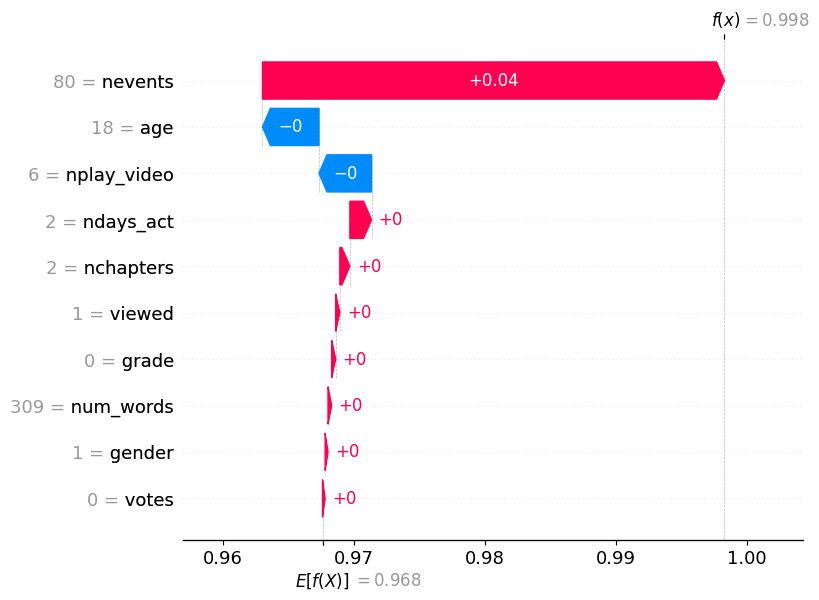 f(x) = 0.998
80 = nevents
+0.04
18 = age
−0
6 = nplay_video
−0
2 = ndays_act
+0
2 = nchapters
+0
1 = viewed
+0
0 = grade
+0
309 = num_words
+0
1 = gender
+0
0 = votes
+0
0.96 0.97 0.98 0.99 1.00
E[f(X)] = 0.968